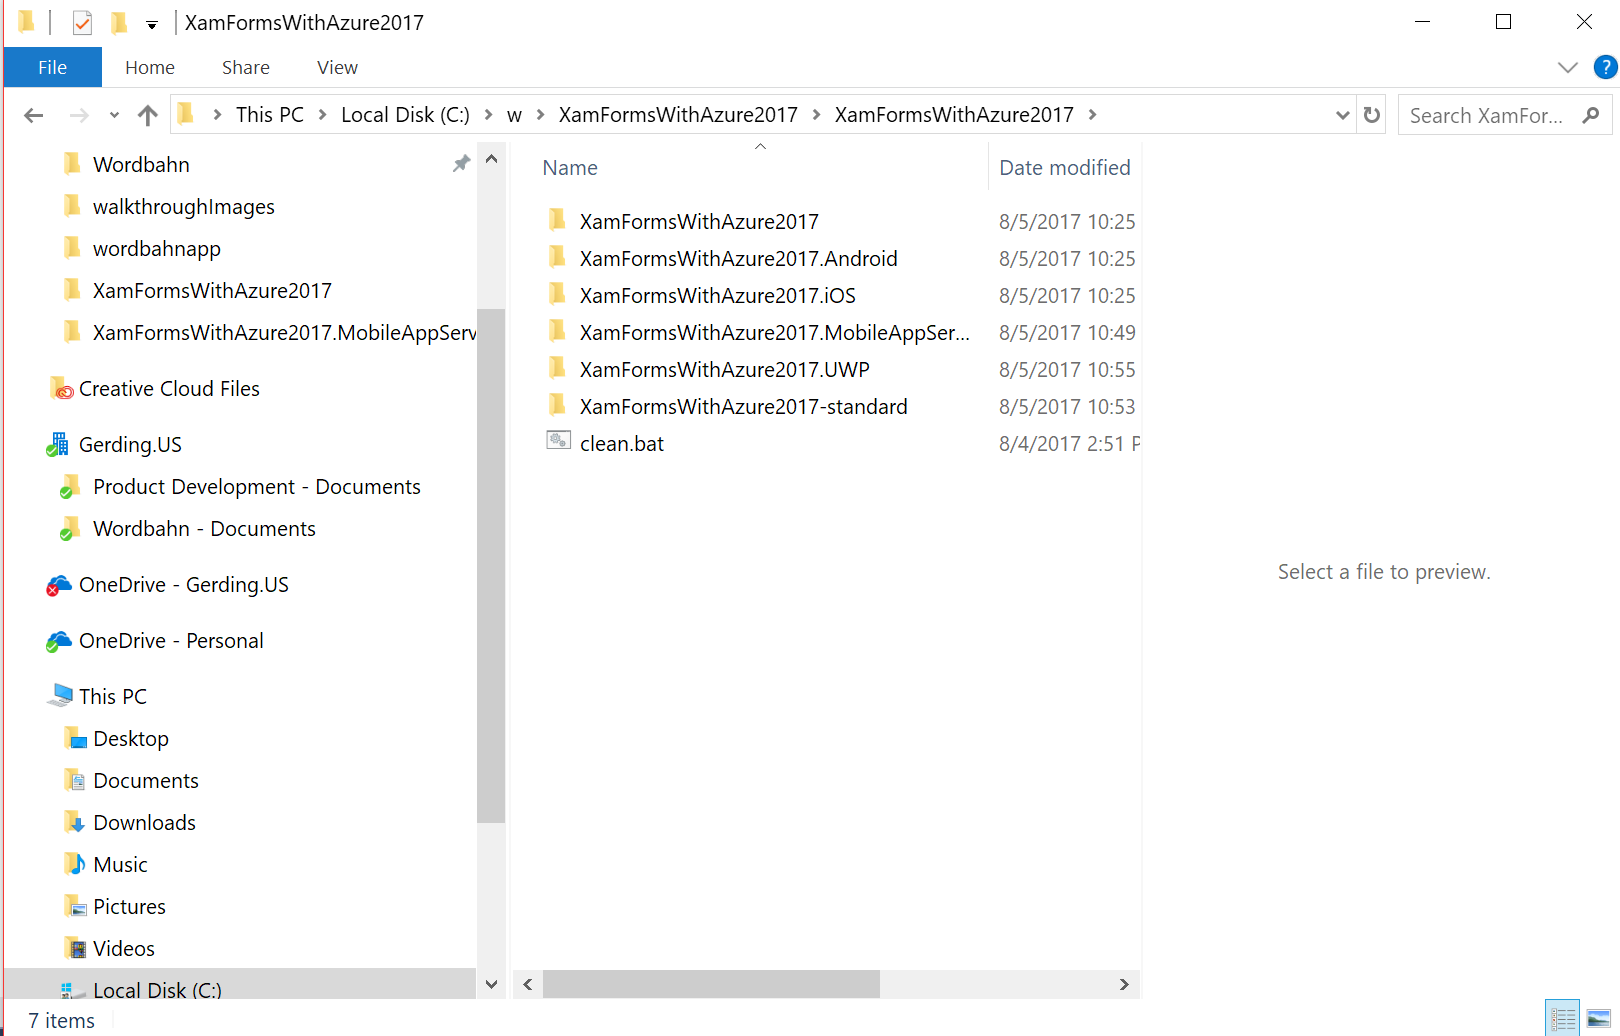 XamFormsWithAzure2017
File Home Share View
?
This PC Local Disk (C:) w XamFormsWithAzure2017 XamFormsWithAzure2017 Search XamFor...
Wordbahn
walkthroughImages
wordbahnapp
XamFormsWithAzure2017
XamFormsWithAzure2017.MobileAppServ
Creative Cloud Files
Gerding.US
Product Development - Documents
Wordbahn - Documents
OneDrive - Gerding.US
OneDrive - Personal
This PC
Desktop
Documents
Downloads
Music
Pictures
Videos
Local Disk (C:)
Name Date modified
XamFormsWithAzure2017 8/5/2017 10:25
XamFormsWithAzure2017.Android 8/5/2017 10:25
XamFormsWithAzure2017.iOS 8/5/2017 10:25
XamFormsWithAzure2017.MobileAppSer... 8/5/2017 10:49
XamFormsWithAzure2017.UWP 8/5/2017 10:55
XamFormsWithAzure2017-standard 8/5/2017 10:53
clean.bat 8/4/2017 2:51 P
Select a file to preview.
7 items